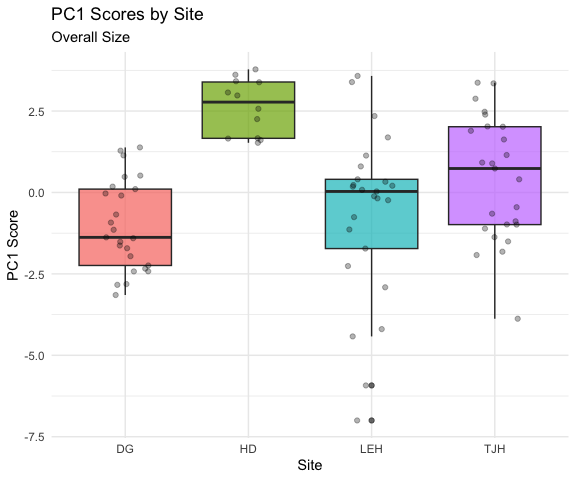 PC1 Scores by Site
Overall Size
PC1 Score
2.5
0.0
-2.5
-5.0
-7.5
DG HD LEH TJH
Site